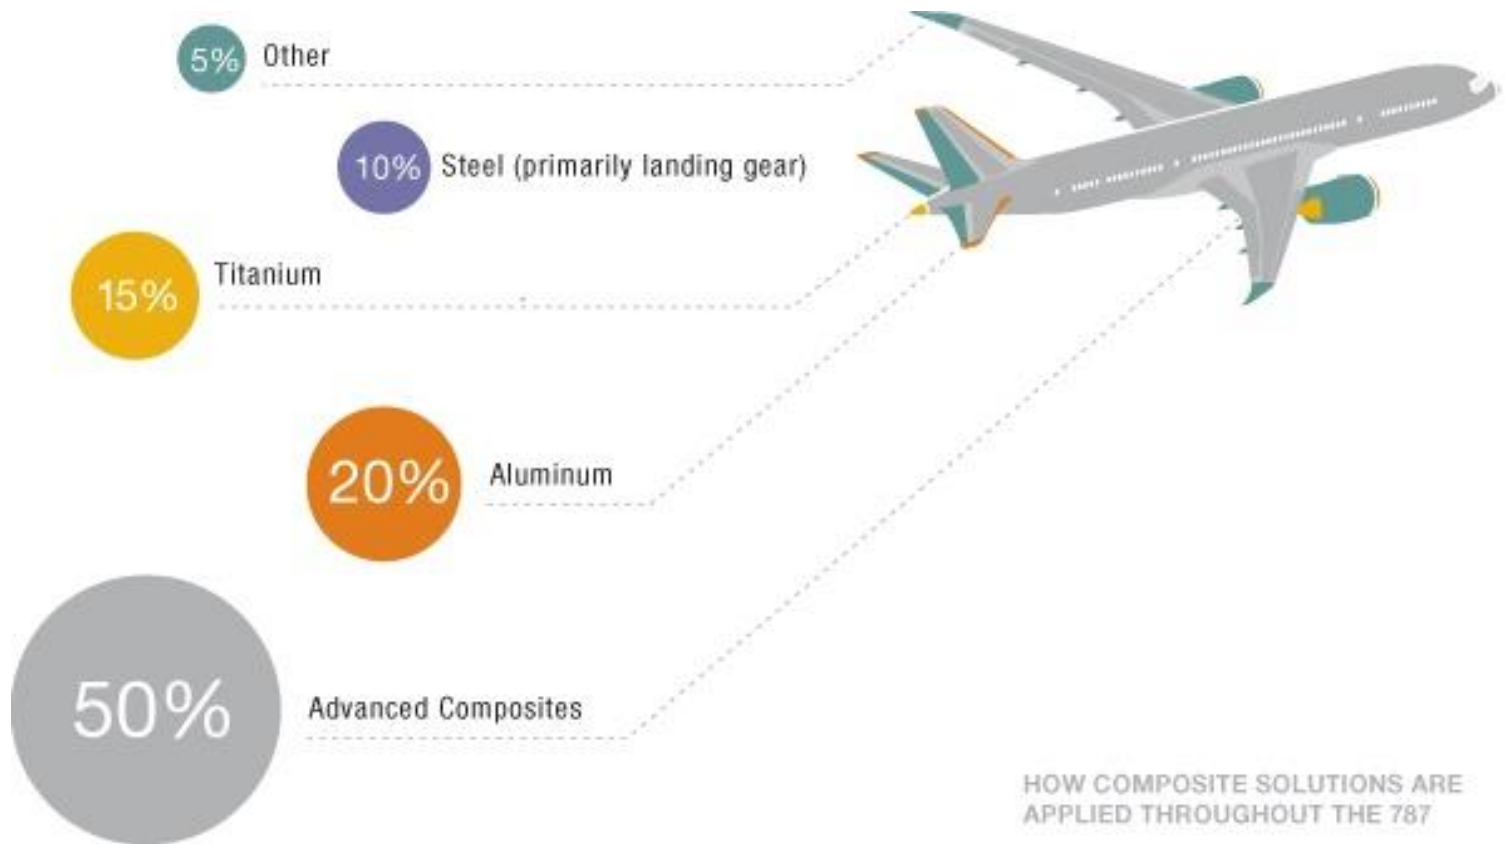 5% Other
10% Steel (primarily landing gear)
15% Titanium
20% Aluminum
50% Advanced Composites
HOW COMPOSITE SOLUTIONS ARE
APPLIED THROUGHOUT THE 787